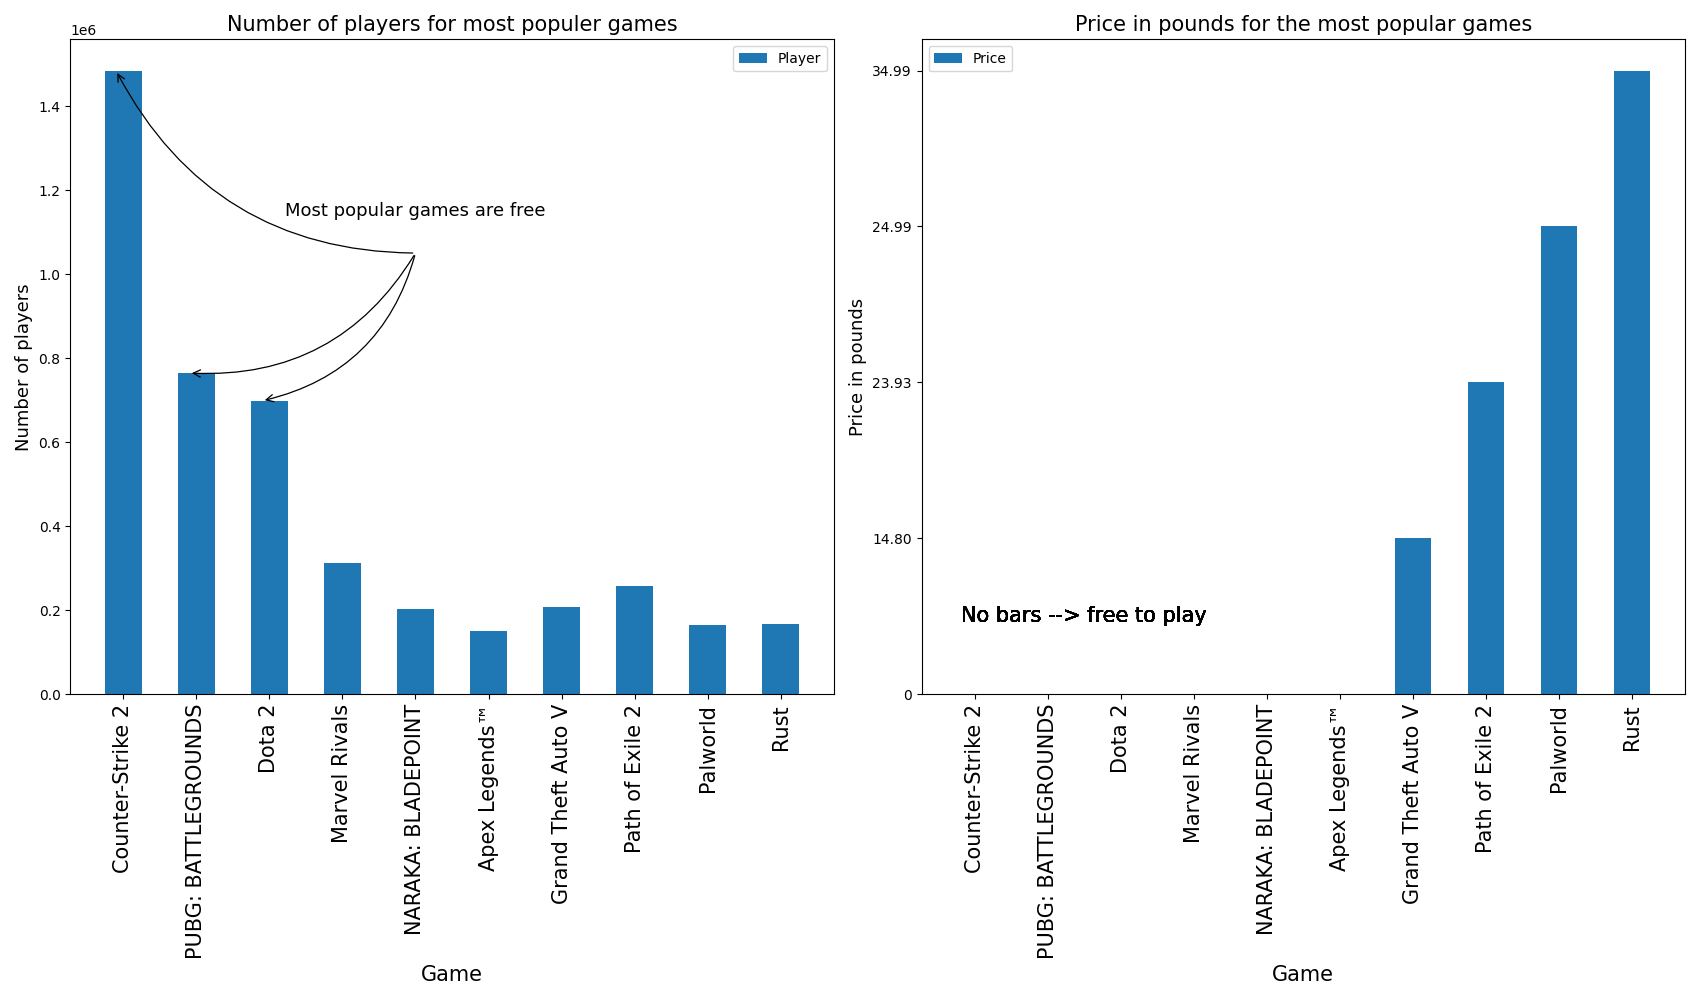 Number of players for most populer games
1e6
Player
1.4
1.2
1.0
0.8
0.6
0.4
0.2
0.0
Number of players
Most popular games are free
Counter-Strike 2
PUBG: BATTLEGROUNDS
Dota 2
Marvel Rivals
NARAKA: BLADEPOINT
Apex Legends™
Grand Theft Auto V
Path of Exile 2
Palworld
Rust
Game
Price in pounds for the most popular games
Price
34.99
24.99
23.93
14.80
0
Price in pounds
No bars --> free to play
Counter-Strike 2
PUBG: BATTLEGROUNDS
Dota 2
Marvel Rivals
NARAKA: BLADEPOINT
Apex Legends™
Grand Theft Auto V
Path of Exile 2
Palworld
Rust
Game